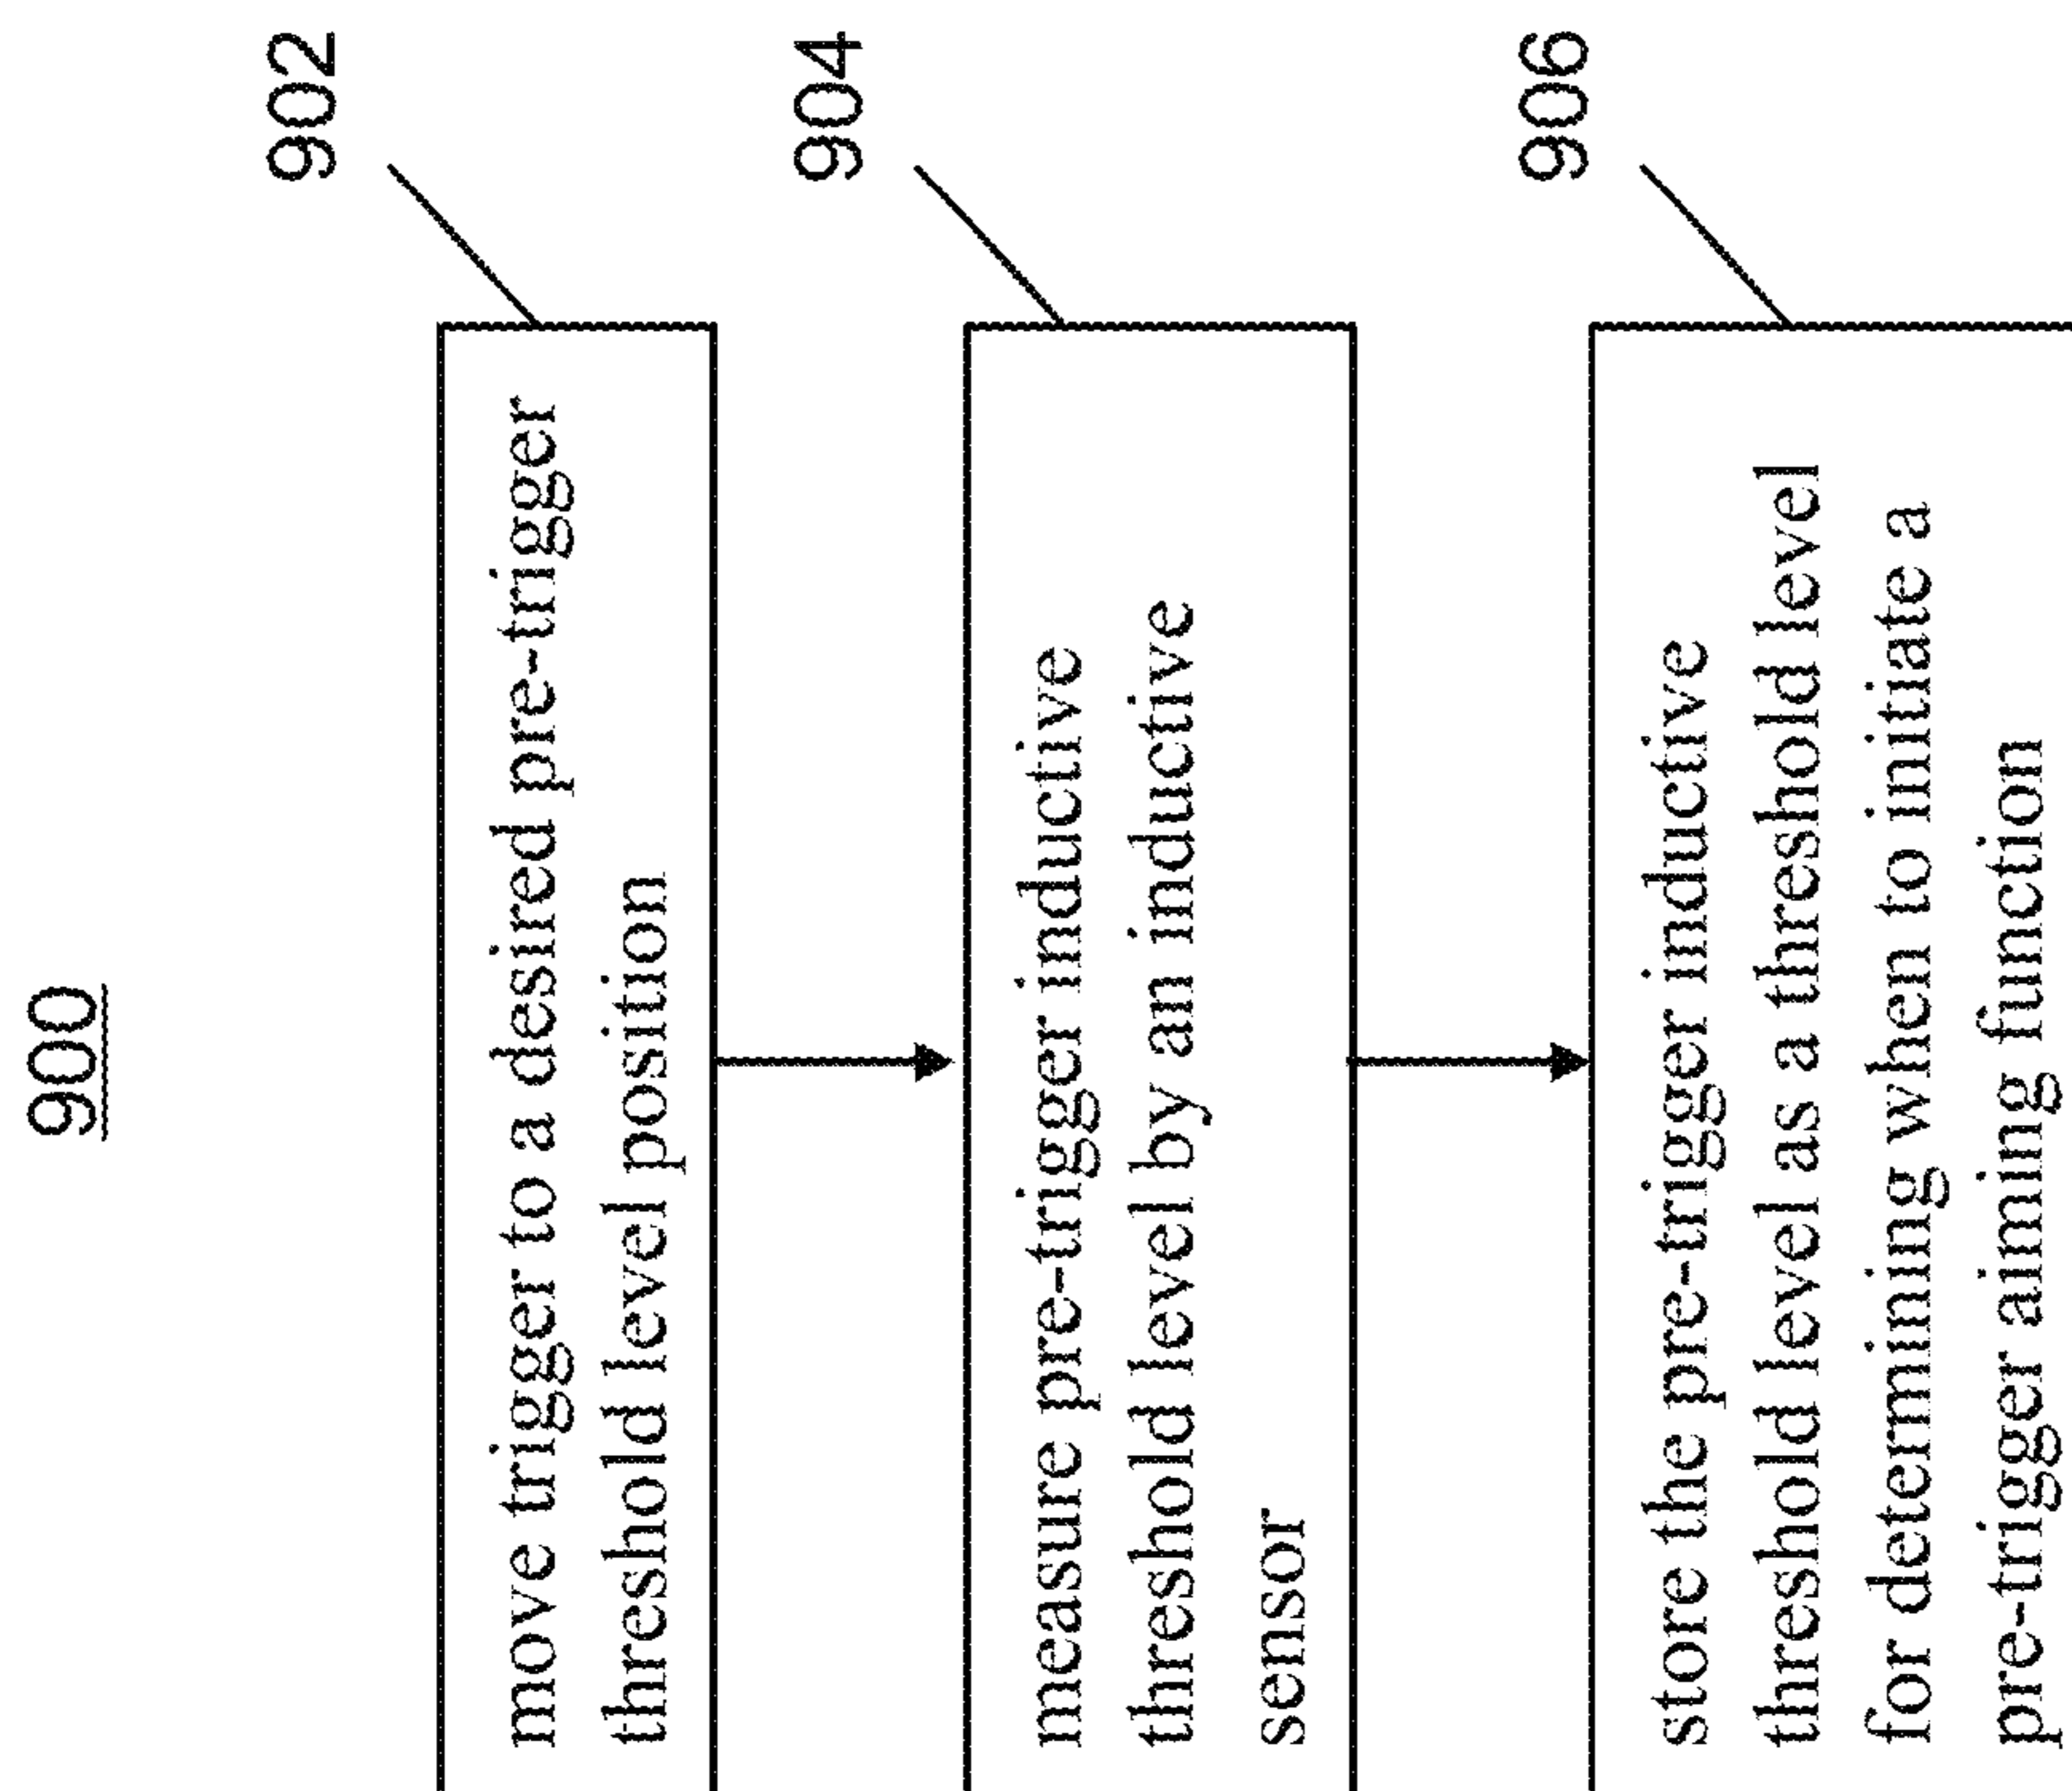 900
902
move trigger to a desired pre-trigger
threshold level position
904
measure pre-trigger inductive
threshold level by an inductive
sensor
906
store the pre-trigger inductive
threshold level as a threshold level
for determining when to initiate a
pre-trigger aiming function